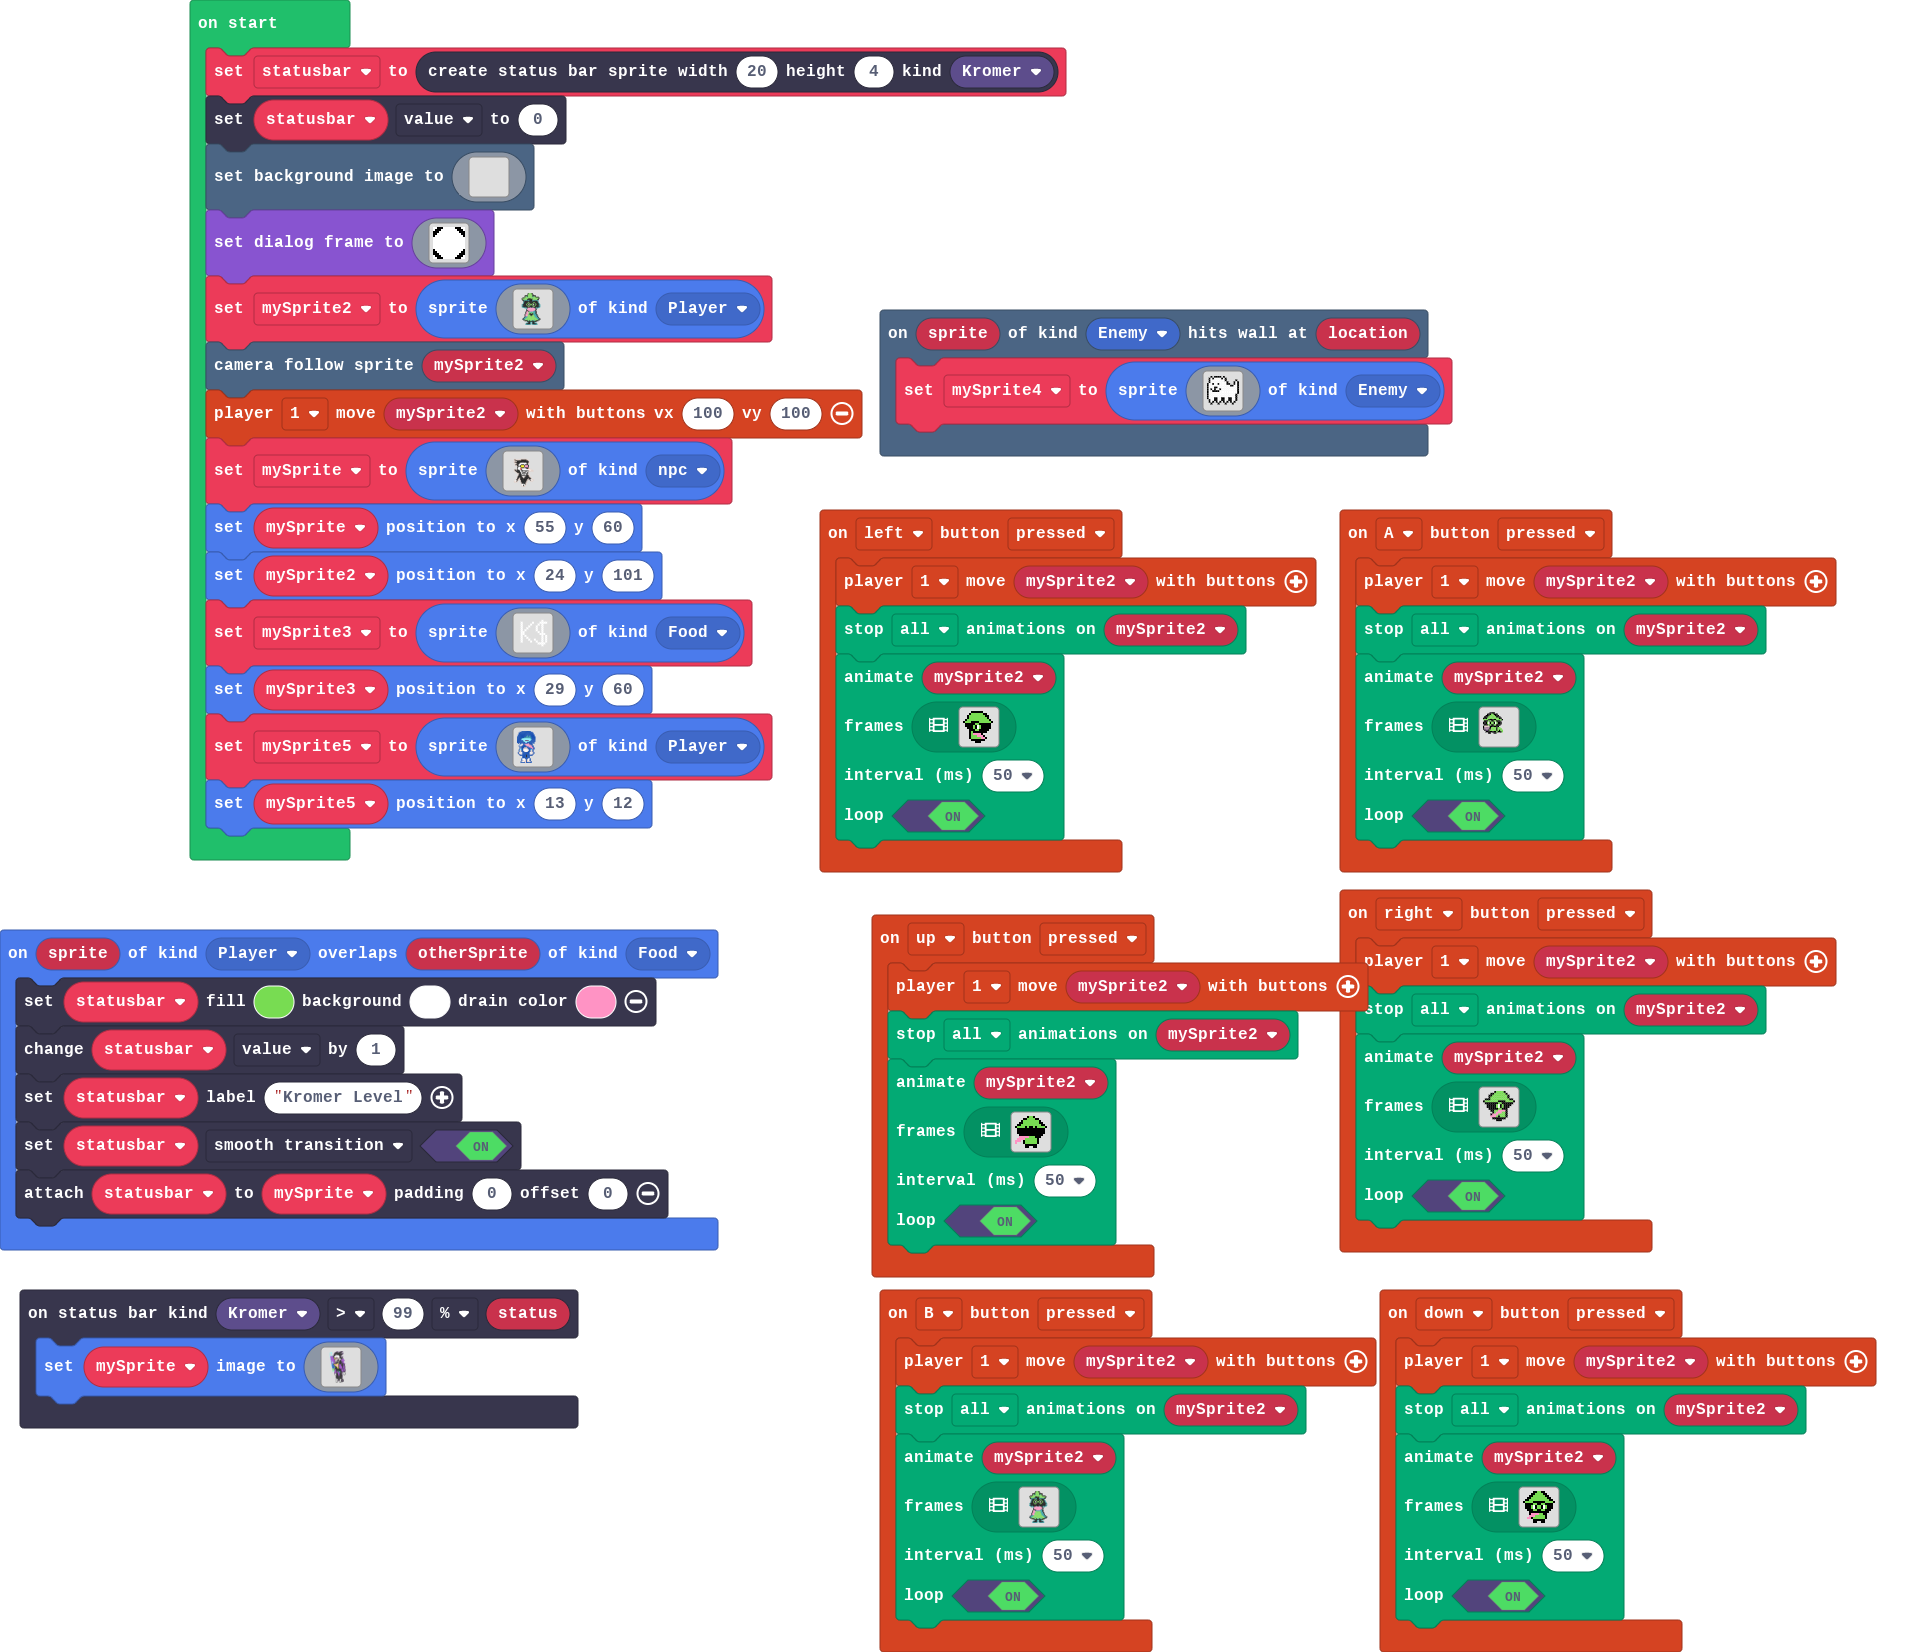 on start
set statusbar to create status bar sprite width 20 height 4 kind Kromer
set statusbar value to 0
set background image to
set dialog frame to
set mySprite2 to sprite of kind Player
camera follow sprite mySprite2
player 1 move mySprite2 with buttons vx 100 vy 100
set mySprite to sprite of kind npc
set mySprite position to x 55 y 60
set mySprite2 position to x 24 y 101
set mySprite3 to sprite K$ of kind Food
set mySprite3 position to x 29 y 60
set mySprite5 to sprite of kind Player
set mySprite5 position to x 13 y 12
on sprite of kind Enemy hits wall at location
set mySprite4 to sprite of kind Enemy
on left button pressed
player 1 move mySprite2 with buttons
stop all animations on mySprite2
animate mySprite2
frames
interval (ms) 50
loop ON
on A button pressed
player 1 move mySprite2 with buttons
stop all animations on mySprite2
animate mySprite2
frames
interval (ms) 50
loop ON
on sprite of kind Player overlaps otherSprite of kind Food
set statusbar fill background drain color
change statusbar value by 1
set statusbar label "Kromer Level"
set statusbar smooth transition ON
attach statusbar to mySprite padding 0 offset 0
on up button pressed
player 1 move mySprite2 with buttons
stop all animations on mySprite2
animate mySprite2
frames
interval (ms) 50
loop ON
on right button pressed
player 1 move mySprite2 with buttons
stop all animations on mySprite2
animate mySprite2
frames
interval (ms) 50
loop ON
on status bar kind Kromer > 99 % status
set mySprite image to
on B button pressed
player 1 move mySprite2 with buttons
stop all animations on mySprite2
animate mySprite2
frames
interval (ms) 50
loop ON
on down button pressed
player 1 move mySprite2 with buttons
stop all animations on mySprite2
animate mySprite2
frames
interval (ms) 50
loop ON